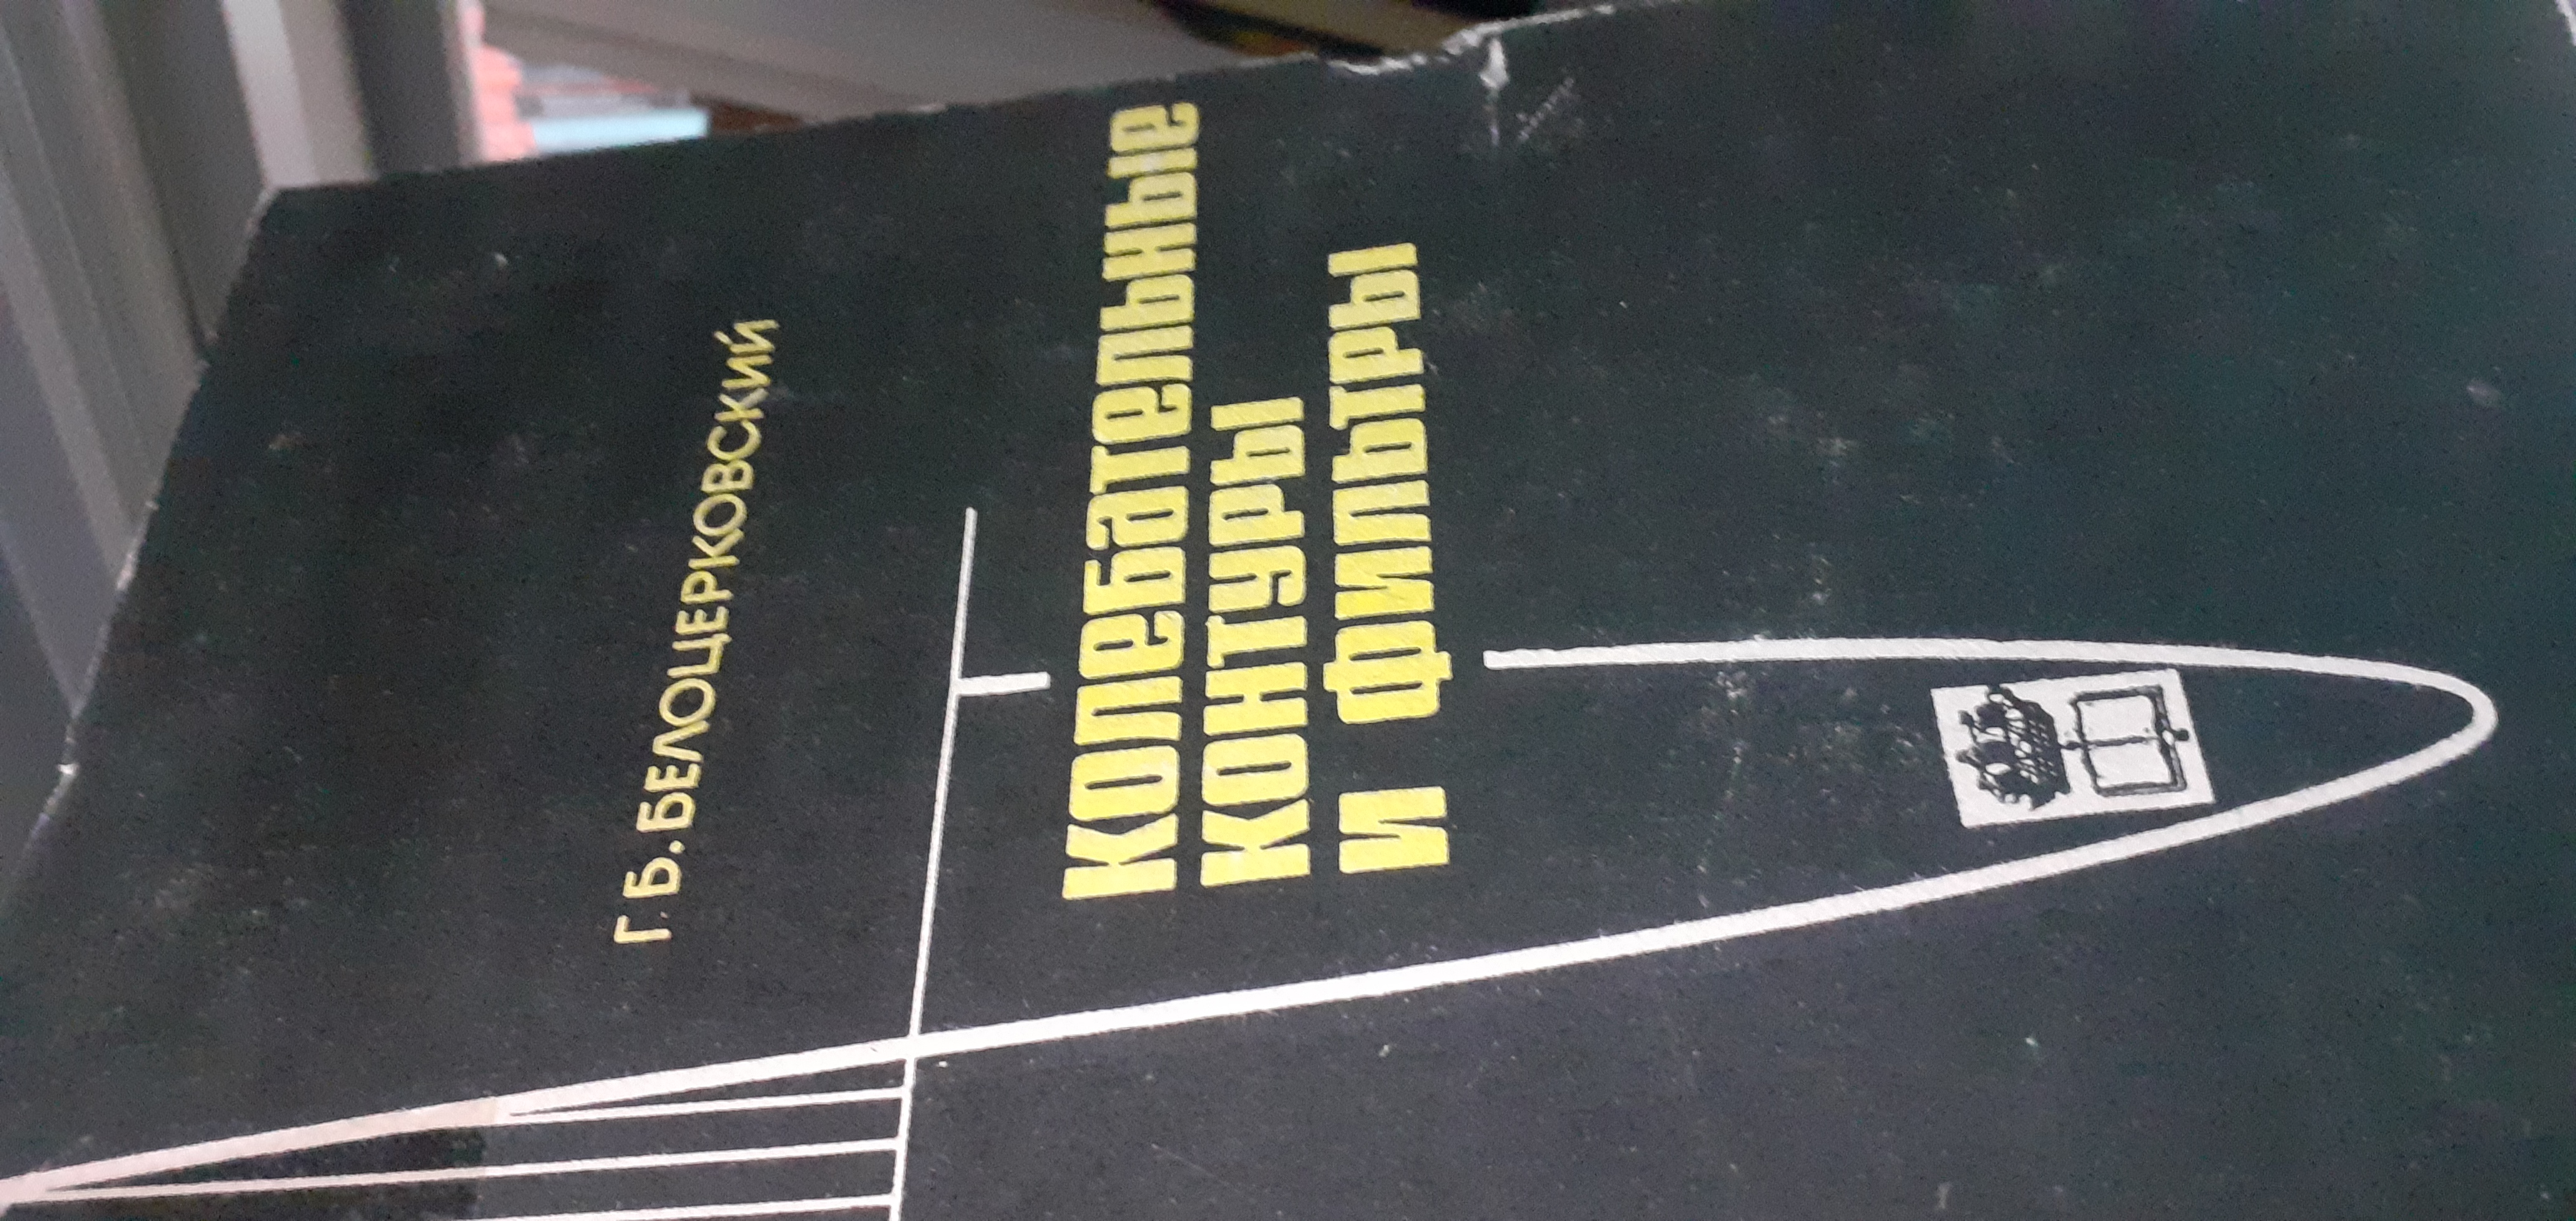 Г. Б. БЕЛОЦЕРКОВСКИЙ
колебательные
контуры
и фильтры